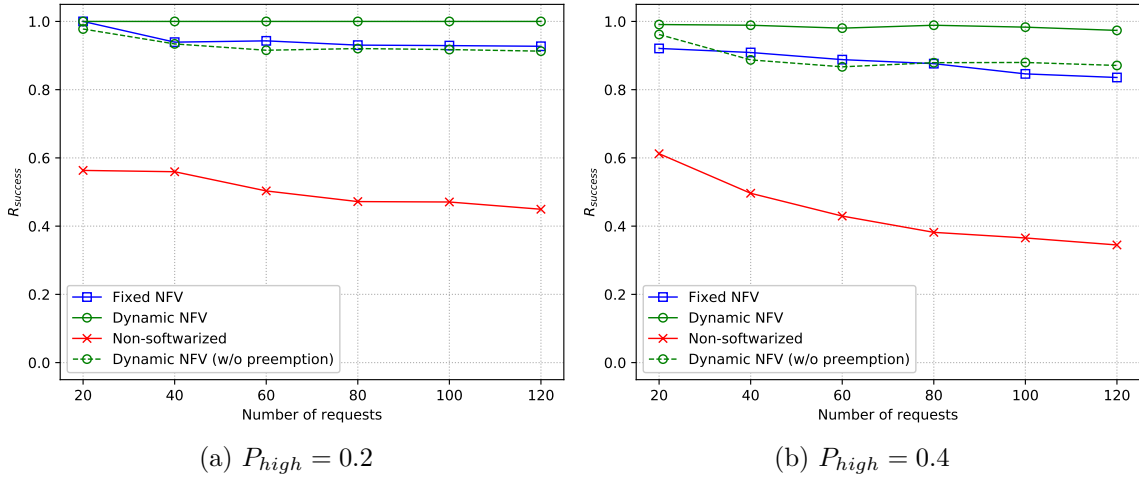 1.0
0.8
0.6
0.4
0.2
0.0
R_success
20 40 60 80 100 120
Number of requests
Fixed NFV
Dynamic NFV
Non-softwarized
Dynamic NFV (w/o preemption)
(a) P_high = 0.2
1.0
0.8
0.6
0.4
0.2
0.0
R_success
20 40 60 80 100 120
Number of requests
Fixed NFV
Dynamic NFV
Non-softwarized
Dynamic NFV (w/o preemption)
(b) P_high = 0.4